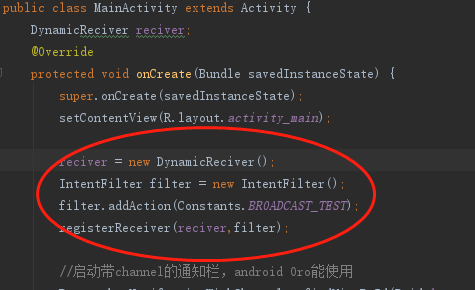 public class MainActivity extends Activity {
DynamicReciver reciver;
@Override
protected void onCreate(Bundle savedInstanceState) {
super.onCreate(savedInstanceState);
setContentView(R.layout.activity_main);
reciver = new DynamicReciver();
IntentFilter filter = new IntentFilter();
filter.addAction(Constants.BROADCAST_TEST);
registerReceiver(reciver,filter);
//启动带channel的通知栏，android Oro能使用